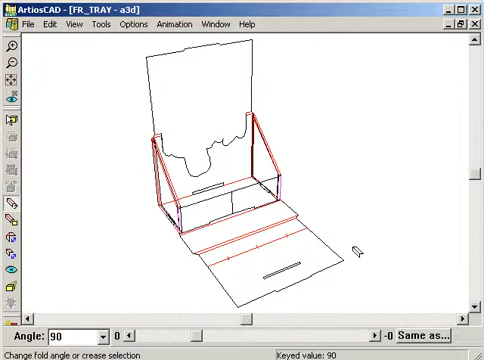 ArtiosCAD - [FR_TRAY - a3d]
File Edit View Tools Options Animation Window Help
Angle: 90 0 -0 Same as...
Change fold angle or crease selection Keyed value: 90